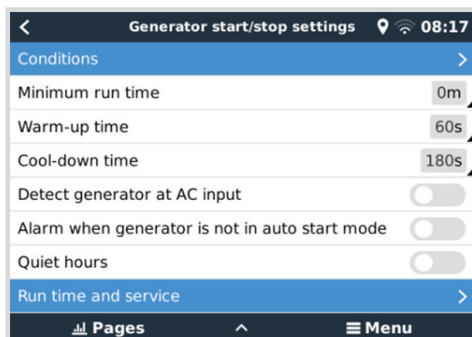 Generator start/stop settings 08:17
Conditions
Minimum run time 0m
Warm-up time 60s
Cool-down time 180s
Detect generator at AC input
Alarm when generator is not in auto start mode
Quiet hours
Run time and service
Pages Menu